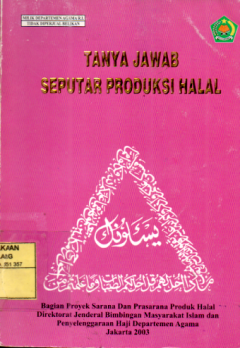 MILIK DEPARTEMEN AGAMA R.I.
TIDAK DIPERJUAL BELIKAN
TANYA JAWAB
SEPUTAR PRODUKSI HALAL
يسألونك
Bagian Proyek Sarana Dan Prasarana Produk Halal
Direktorat Jenderal Bimbingan Masyarakat Islam dan
Penyelenggaraan Haji Departemen Agama
Jakarta 2003